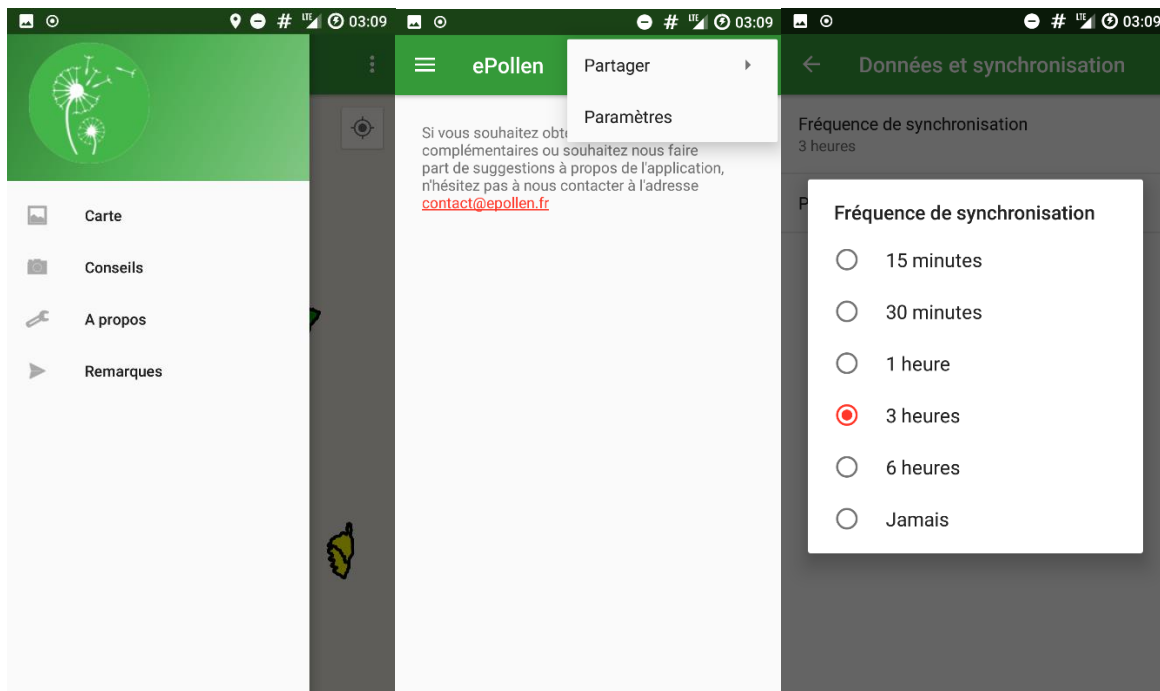 # LTE 03:09
Carte
Conseils
A propos
Remarques
# LTE 03:09
ePollen
Partager
Paramètres
Si vous souhaitez obte
complémentaires ou souhaitez nous faire
part de suggestions à propos de l'application,
n'hésitez pas à nous contacter à l'adresse
contact@epollen.fr
# LTE 03:09
Données et synchronisation
Fréquence de synchronisation
3 heures
P
Fréquence de synchronisation
15 minutes
30 minutes
1 heure
3 heures
6 heures
Jamais